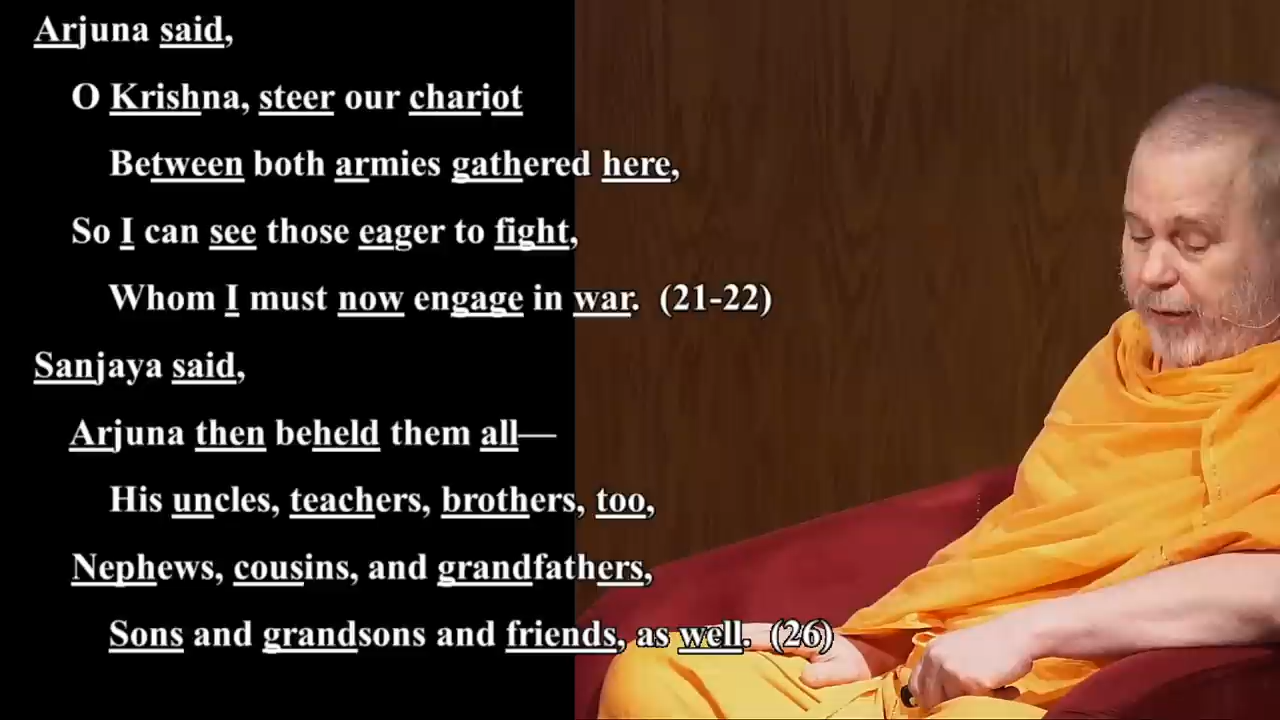 Arjuna said,
O Krishna, steer our chariot
Between both armies gathered here,
So I can see those eager to fight,
Whom I must now engage in war. (21-22)
Sanjaya said,
Arjuna then beheld them all—
His uncles, teachers, brothers, too,
Nephews, cousins, and grandfathers,
Sons and grandsons and friends, as well. (26)